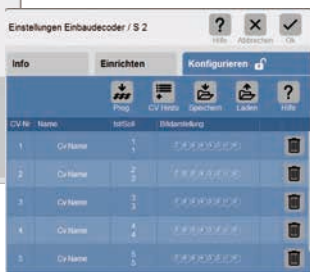 Einstellungen Einbaudecoder / S 2
Hilfe Abbrechen Ok
Info Einrichten Konfigurieren
Prog. CV Hinzu Speichern Laden Hilfe
CV-Nr Name Ist/Soll Bitdarstellung
1 Cv Name 1
1
2 Cv Name 2
2
3 Cv Name 3
3
4 Cv Name 4
4
5 Cv Name 5
5